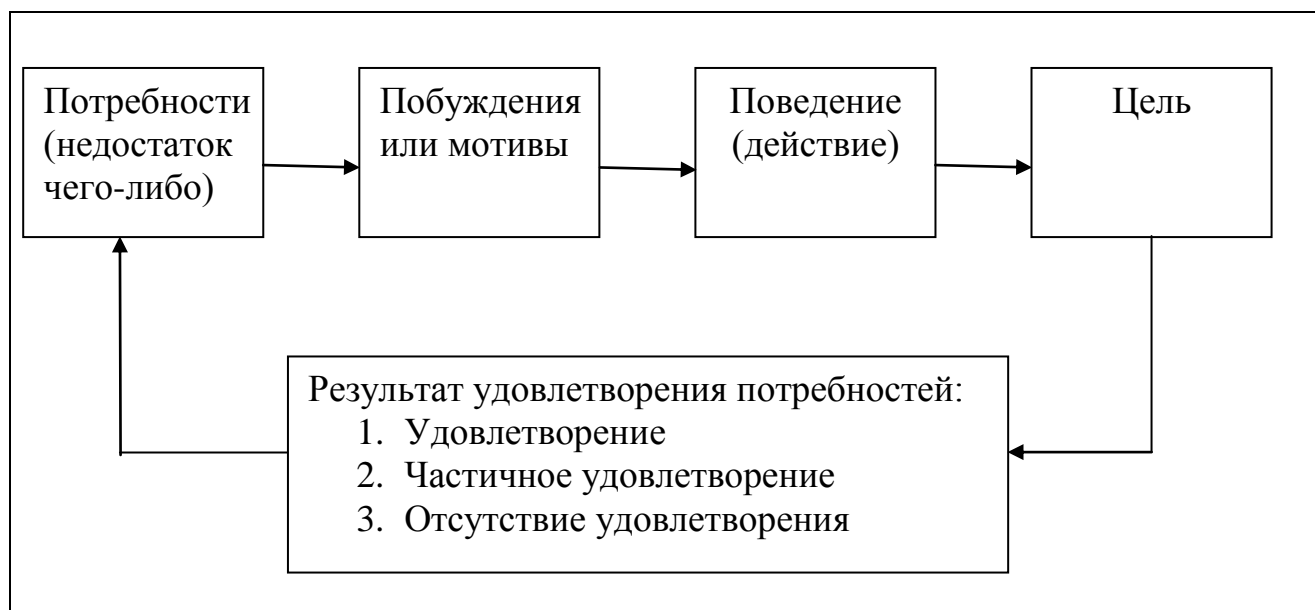 Потребности
(недостаток
чего-либо)
Побуждения
или мотивы
Поведение
(действие)
Цель
Результат удовлетворения потребностей:
1. Удовлетворение
2. Частичное удовлетворение
3. Отсутствие удовлетворения